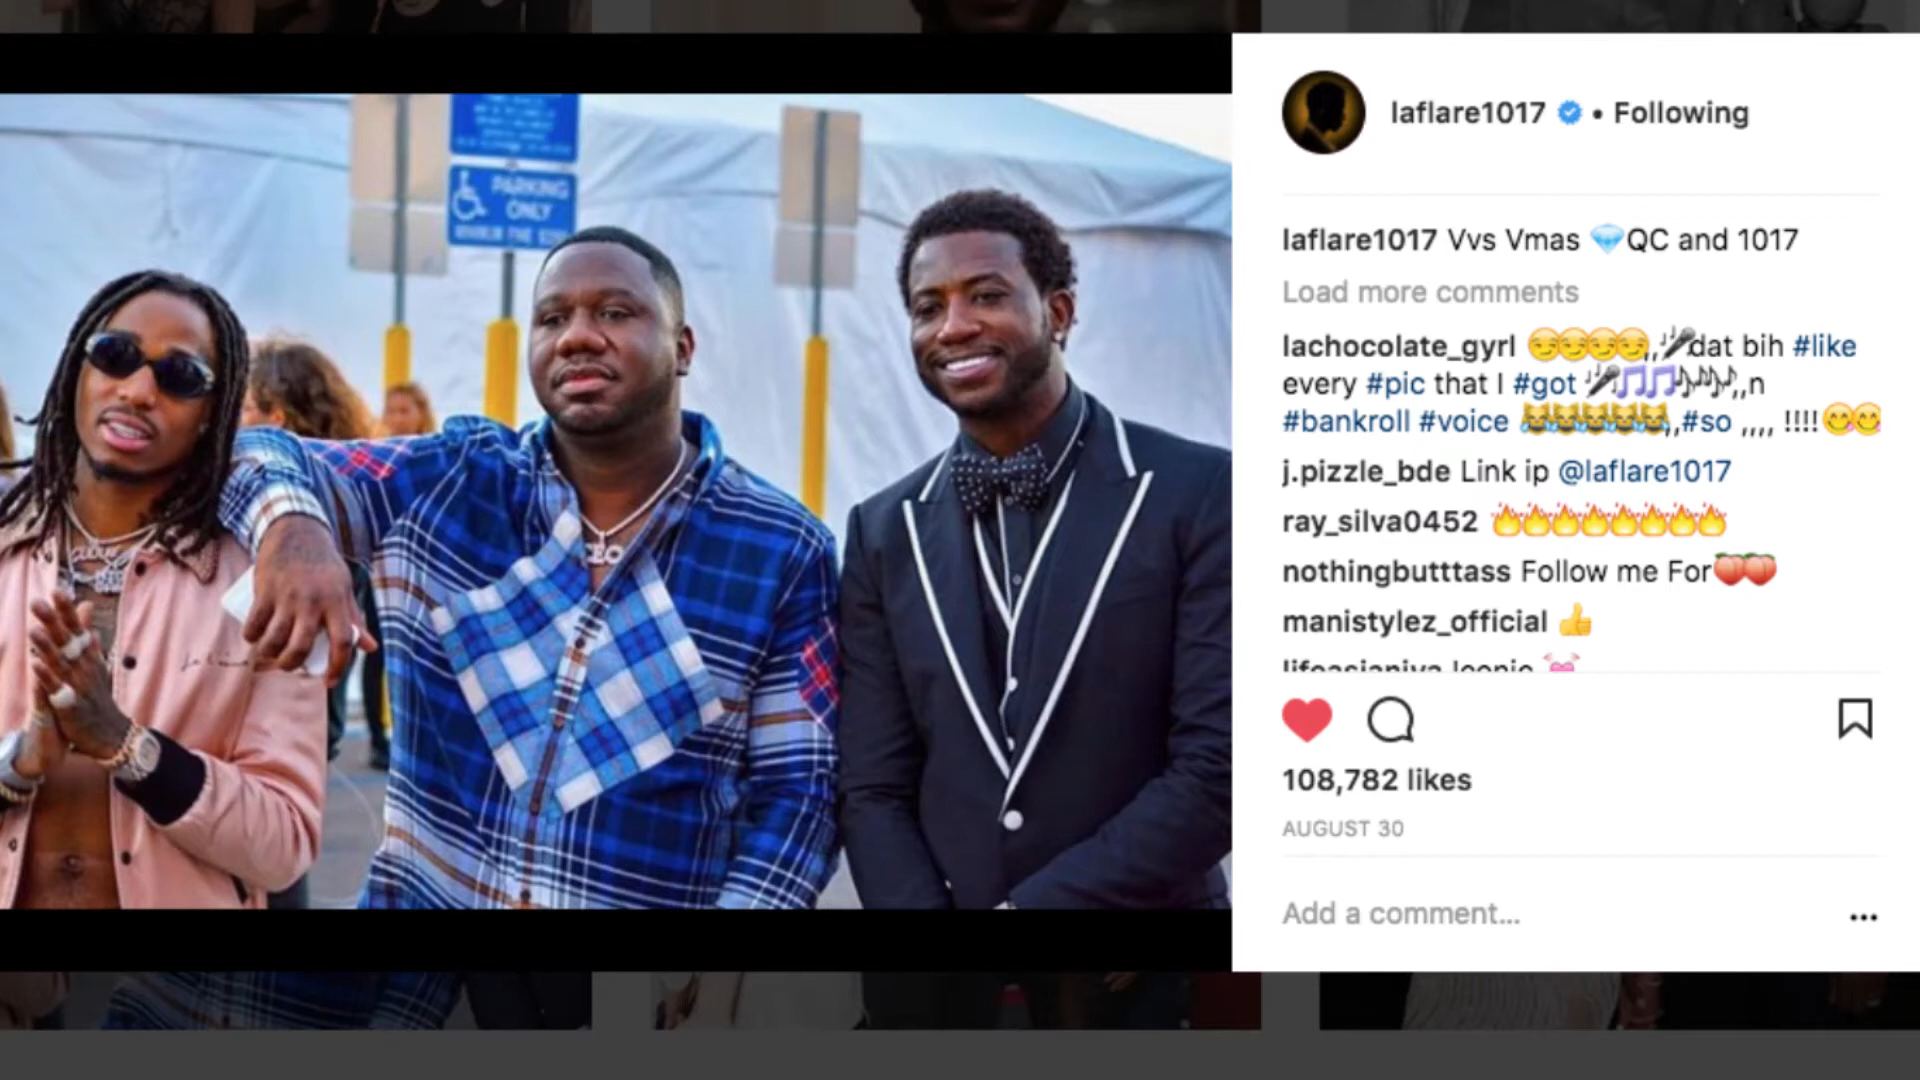 PARKING
ONLY
CEO
laflare1017 • Following
laflare1017 Vvs Vmas 💎QC and 1017
Load more comments
lachocolate_gyrl 😏😏😏😏,,🎤dat bih #like
every #pic that I #got 🎤🎵🎵🎶🎶,,n
#bankroll #voice 😹😹😹😹😹,,#so ,,,, !!!!😋😋
j.pizzle_bde Link ip @laflare1017
ray_silva0452 🔥🔥🔥🔥🔥🔥🔥🔥
nothingbutttass Follow me For🍑🍑
manistylez_official 👍
108,782 likes
AUGUST 30
Add a comment...